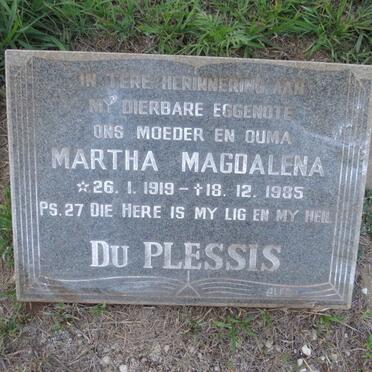 IN TERE HERINNERING AAN
MY DIERBARE EGGENOTE
ONS MOEDER EN OUMA
MARTHA MAGDALENA
☆26. 1. 1919 - †18. 12. 1985
PS. 27 DIE HERE IS MY LIG EN MY HEIL
DU PLESSIS